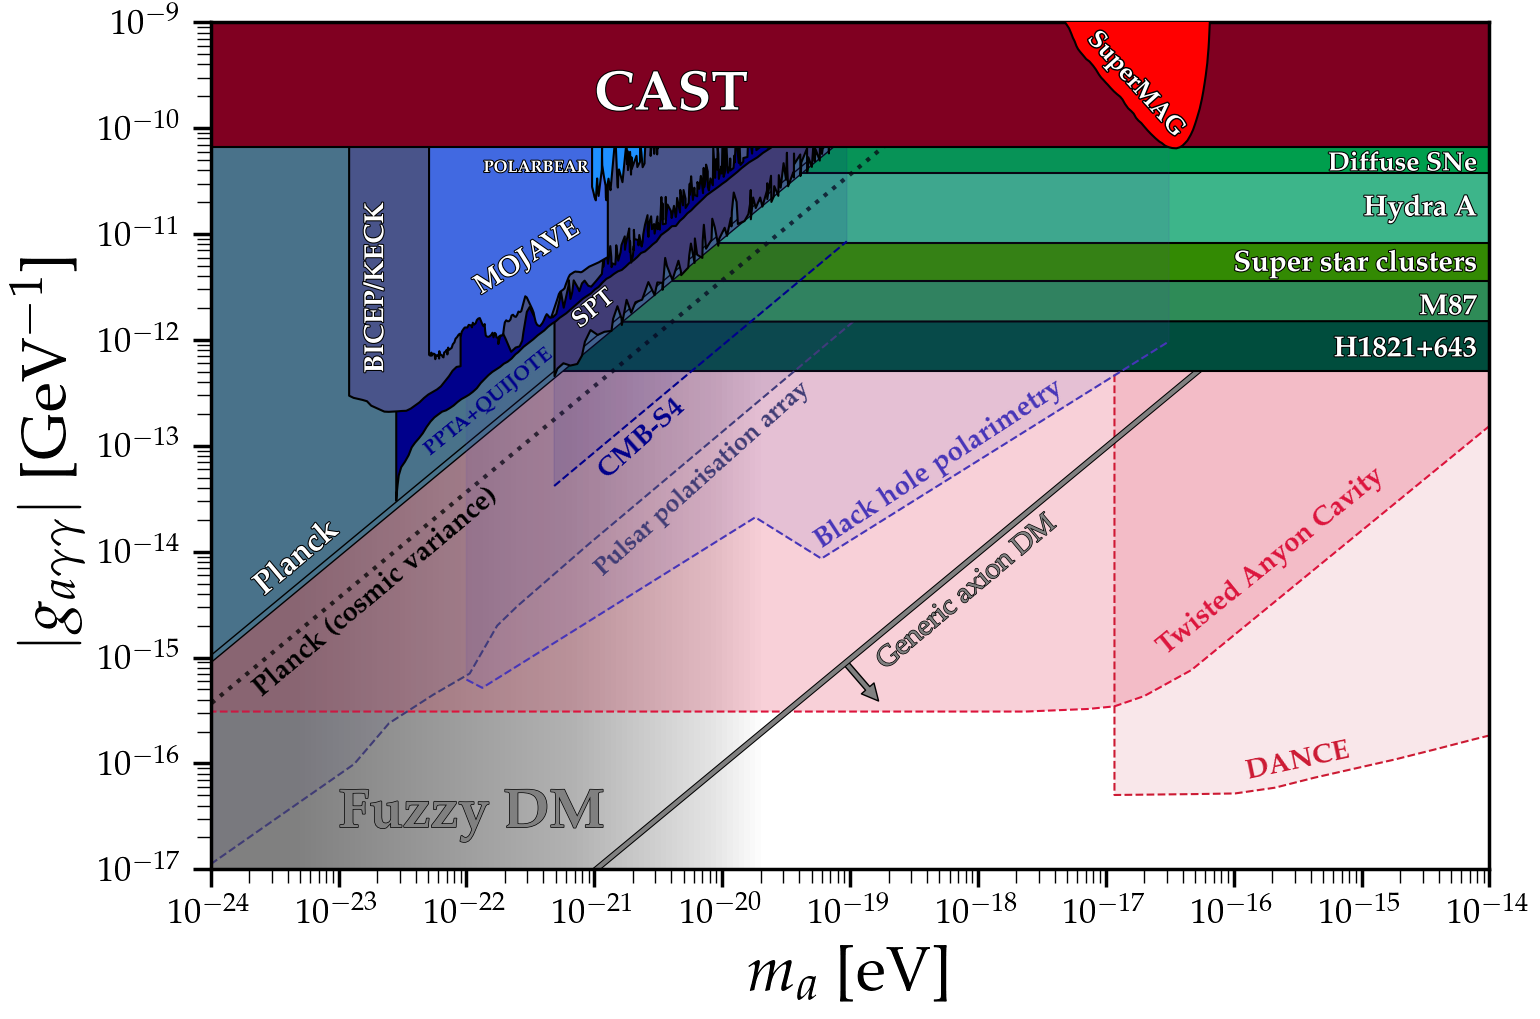 10⁻⁹
10⁻¹⁰
10⁻¹¹
10⁻¹²
10⁻¹³
10⁻¹⁴
10⁻¹⁵
10⁻¹⁶
10⁻¹⁷
|gₐγγ| [GeV⁻¹]
CAST
SuperMAG
POLARBEAR
Diffuse SNe
Hydra A
BICEP/KECK
MOJAVE
Super star clusters
SPT
M87
H1821+643
PPTA+QUIJOTE
CMB-S4
Pulsar polarisation array
Black hole polarimetry
Planck
Planck (cosmic variance)
Generic axion DM
Twisted Anyon Cavity
DANCE
Fuzzy DM
10⁻²⁴ 10⁻²³ 10⁻²² 10⁻²¹ 10⁻²⁰ 10⁻¹⁹ 10⁻¹⁸ 10⁻¹⁷ 10⁻¹⁶ 10⁻¹⁵ 10⁻¹⁴
mₐ [eV]